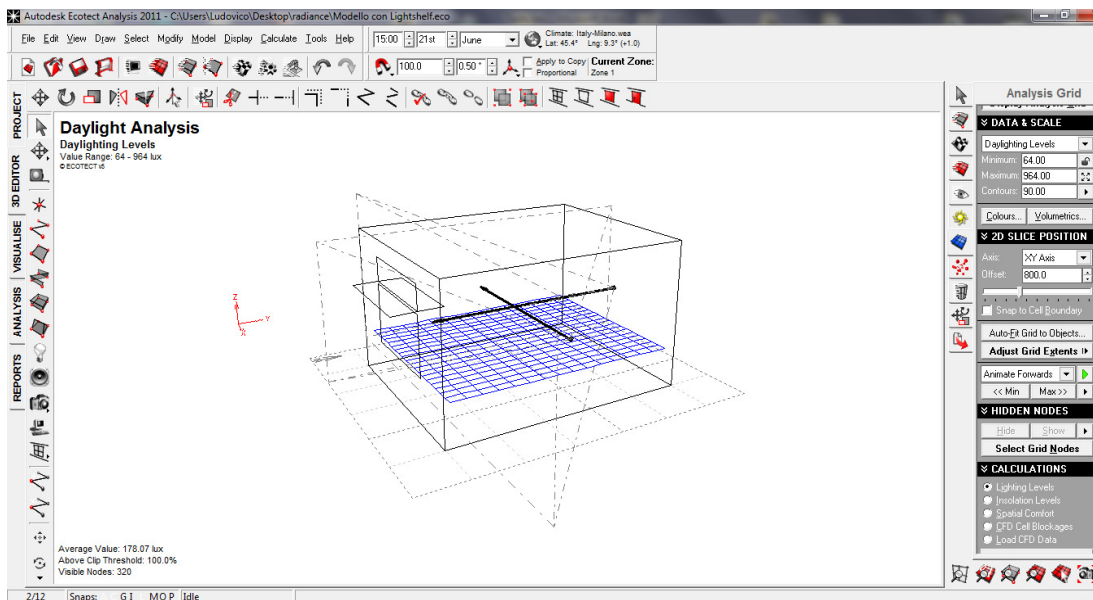 Autodesk Ecotect Analysis 2011 - C:\Users\Ludovico\Desktop\radiance\Modello con Lightshelf.eco
File Edit View Draw Select Modify Model Display Calculate Tools Help
15:00 21st June
Climate: Italy-Milano.wea
Lat: 45.4° Lng: 9.3° (+1.0)
100.0 0.50 °
Apply to Copy
Proportional
Current Zone:
Zone 1
PROJECT
3D EDITOR
VISUALISE
ANALYSIS
REPORTS
Daylight Analysis
Daylighting Levels
Value Range: 64 - 964 lux
© ECOTECT v5
Z
Y
X
Average Value: 178.07 lux
Above Clip Threshold: 100.0%
Visible Nodes: 320
Analysis Grid
DATA & SCALE
Daylighting Levels
Minimum: 64.00
Maximum: 964.00
Contours: 90.00
Colours... Volumetrics...
2D SLICE POSITION
Axis: XY Axis
Offset: 800.0
Snap to Cell Boundary
Auto-Fit Grid to Objects...
Adjust Grid Extents
Animate Forwards
<< Min Max >>
HIDDEN NODES
Hide Show
Select Grid Nodes
CALCULATIONS
Lighting Levels
Insolation Levels
Spatial Comfort
CFD Cell Blockages
Load CFD Data
2/12 Snaps: G I M O P Idle